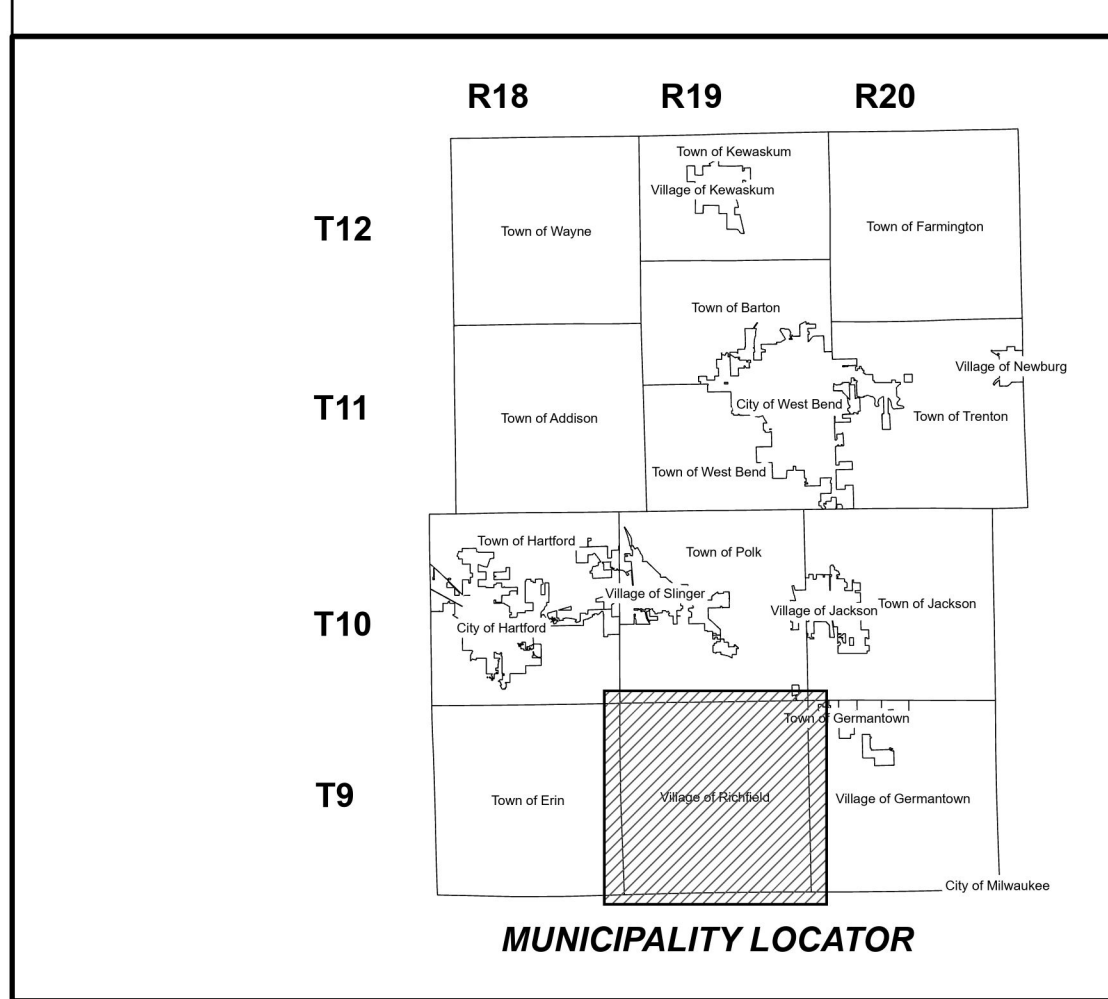 R18 R19 R20
Town of Kewaskum
Village of Kewaskum
T12
Town of Wayne
Town of Farmington
Town of Barton
Village of Newburg
T11
City of West Bend
Town of Addison
Town of Trenton
Town of West Bend
Town of Hartford
Town of Polk
Village of Slinger
Village of Jackson
Town of Jackson
T10
City of Hartford
Town of Germantown
T9
Town of Erin
Village of Richfield
Village of Germantown
City of Milwaukee
MUNICIPALITY LOCATOR